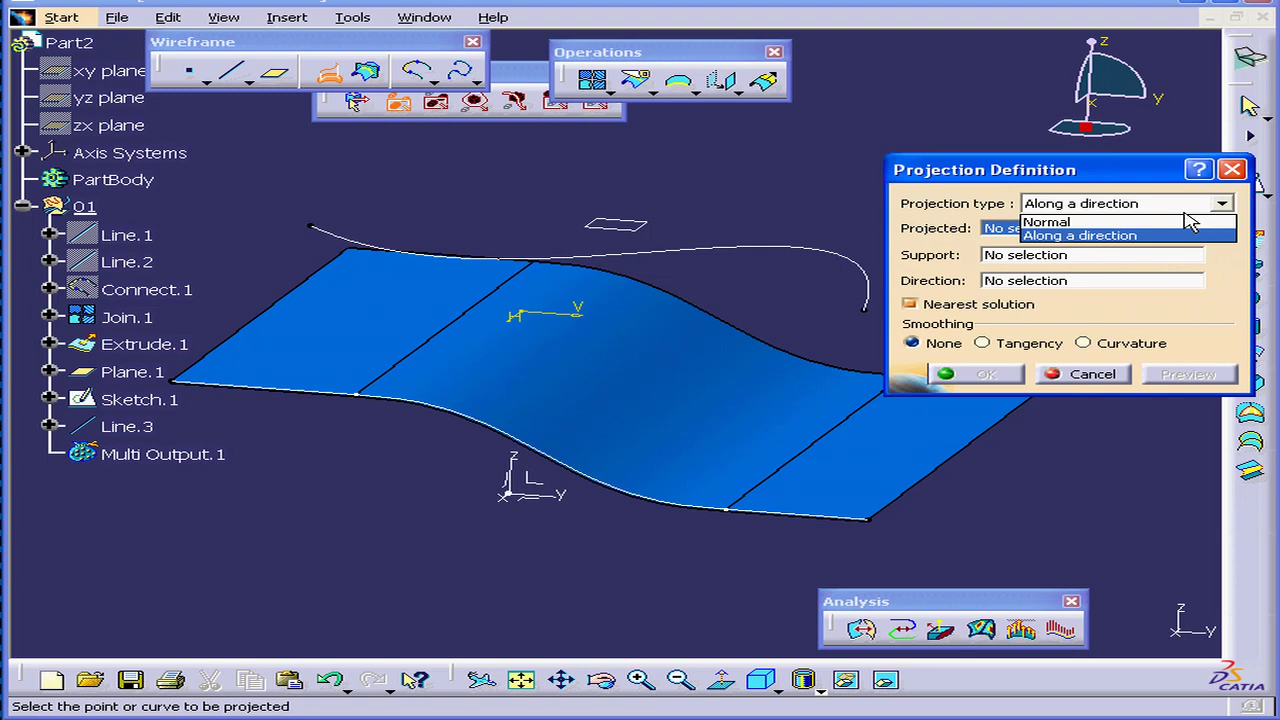 Start File Edit View Insert Tools Window Help
Part2
Wireframe
Operations
xy plane
yz plane
zx plane
Axis Systems
PartBody
01
Line.1
Line.2
Connect.1
Join.1
Extrude.1
Plane.1
Sketch.1
Line.3
Multi Output.1
H
V
z
y
x
z
y
x
Projection Definition
?
Projection type : Along a direction
Normal
Along a direction
Projected: No se
Support: No selection
Direction: No selection
Nearest solution
Smoothing
None Tangency Curvature
OK Cancel Preview
Analysis
z
y
CATIA
Select the point or curve to be projected